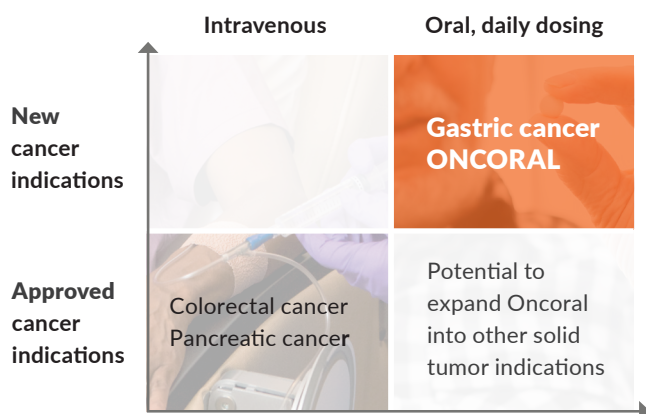 Intravenous
Oral, daily dosing
New
cancer
indications
Gastric cancer
ONCORAL
Approved
cancer
indications
Colorectal cancer
Pancreatic cancer
Potential to
expand Oncoral
into other solid
tumor indications